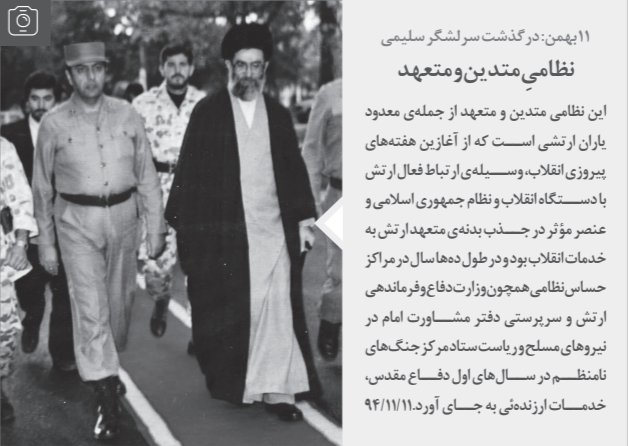 ۱۱بهمن: درگذشت سرلشگر سلیمی
نظامیِ متدین و متعهد
این نظامی متدین و متعهد از جمله‌ی معدود
یاران ارتشی است که از آغازین هفته‌های
پیروزی انقلاب، وسیله‌ی ارتباط فعال ارتش
با دستگاه انقلاب و نظام جمهوری اسلامی و
عنصر مؤثر در جذب بدنه‌ی متعهد ارتش به
خدمات انقلاب بود و در طول ده‌ها سال در مراکز
حساس نظامی همچون وزارت دفاع و فرماندهی
ارتش و سرپرستی دفتر مشاورت امام در
نیروهای مسلح و ریاست ستاد مرکز جنگ‌های
نامنظم در سال‌های اول دفاع مقدس،
خدمات ارزنده‌ئی به جای آورد. ۹۴/۱۱/۱۱